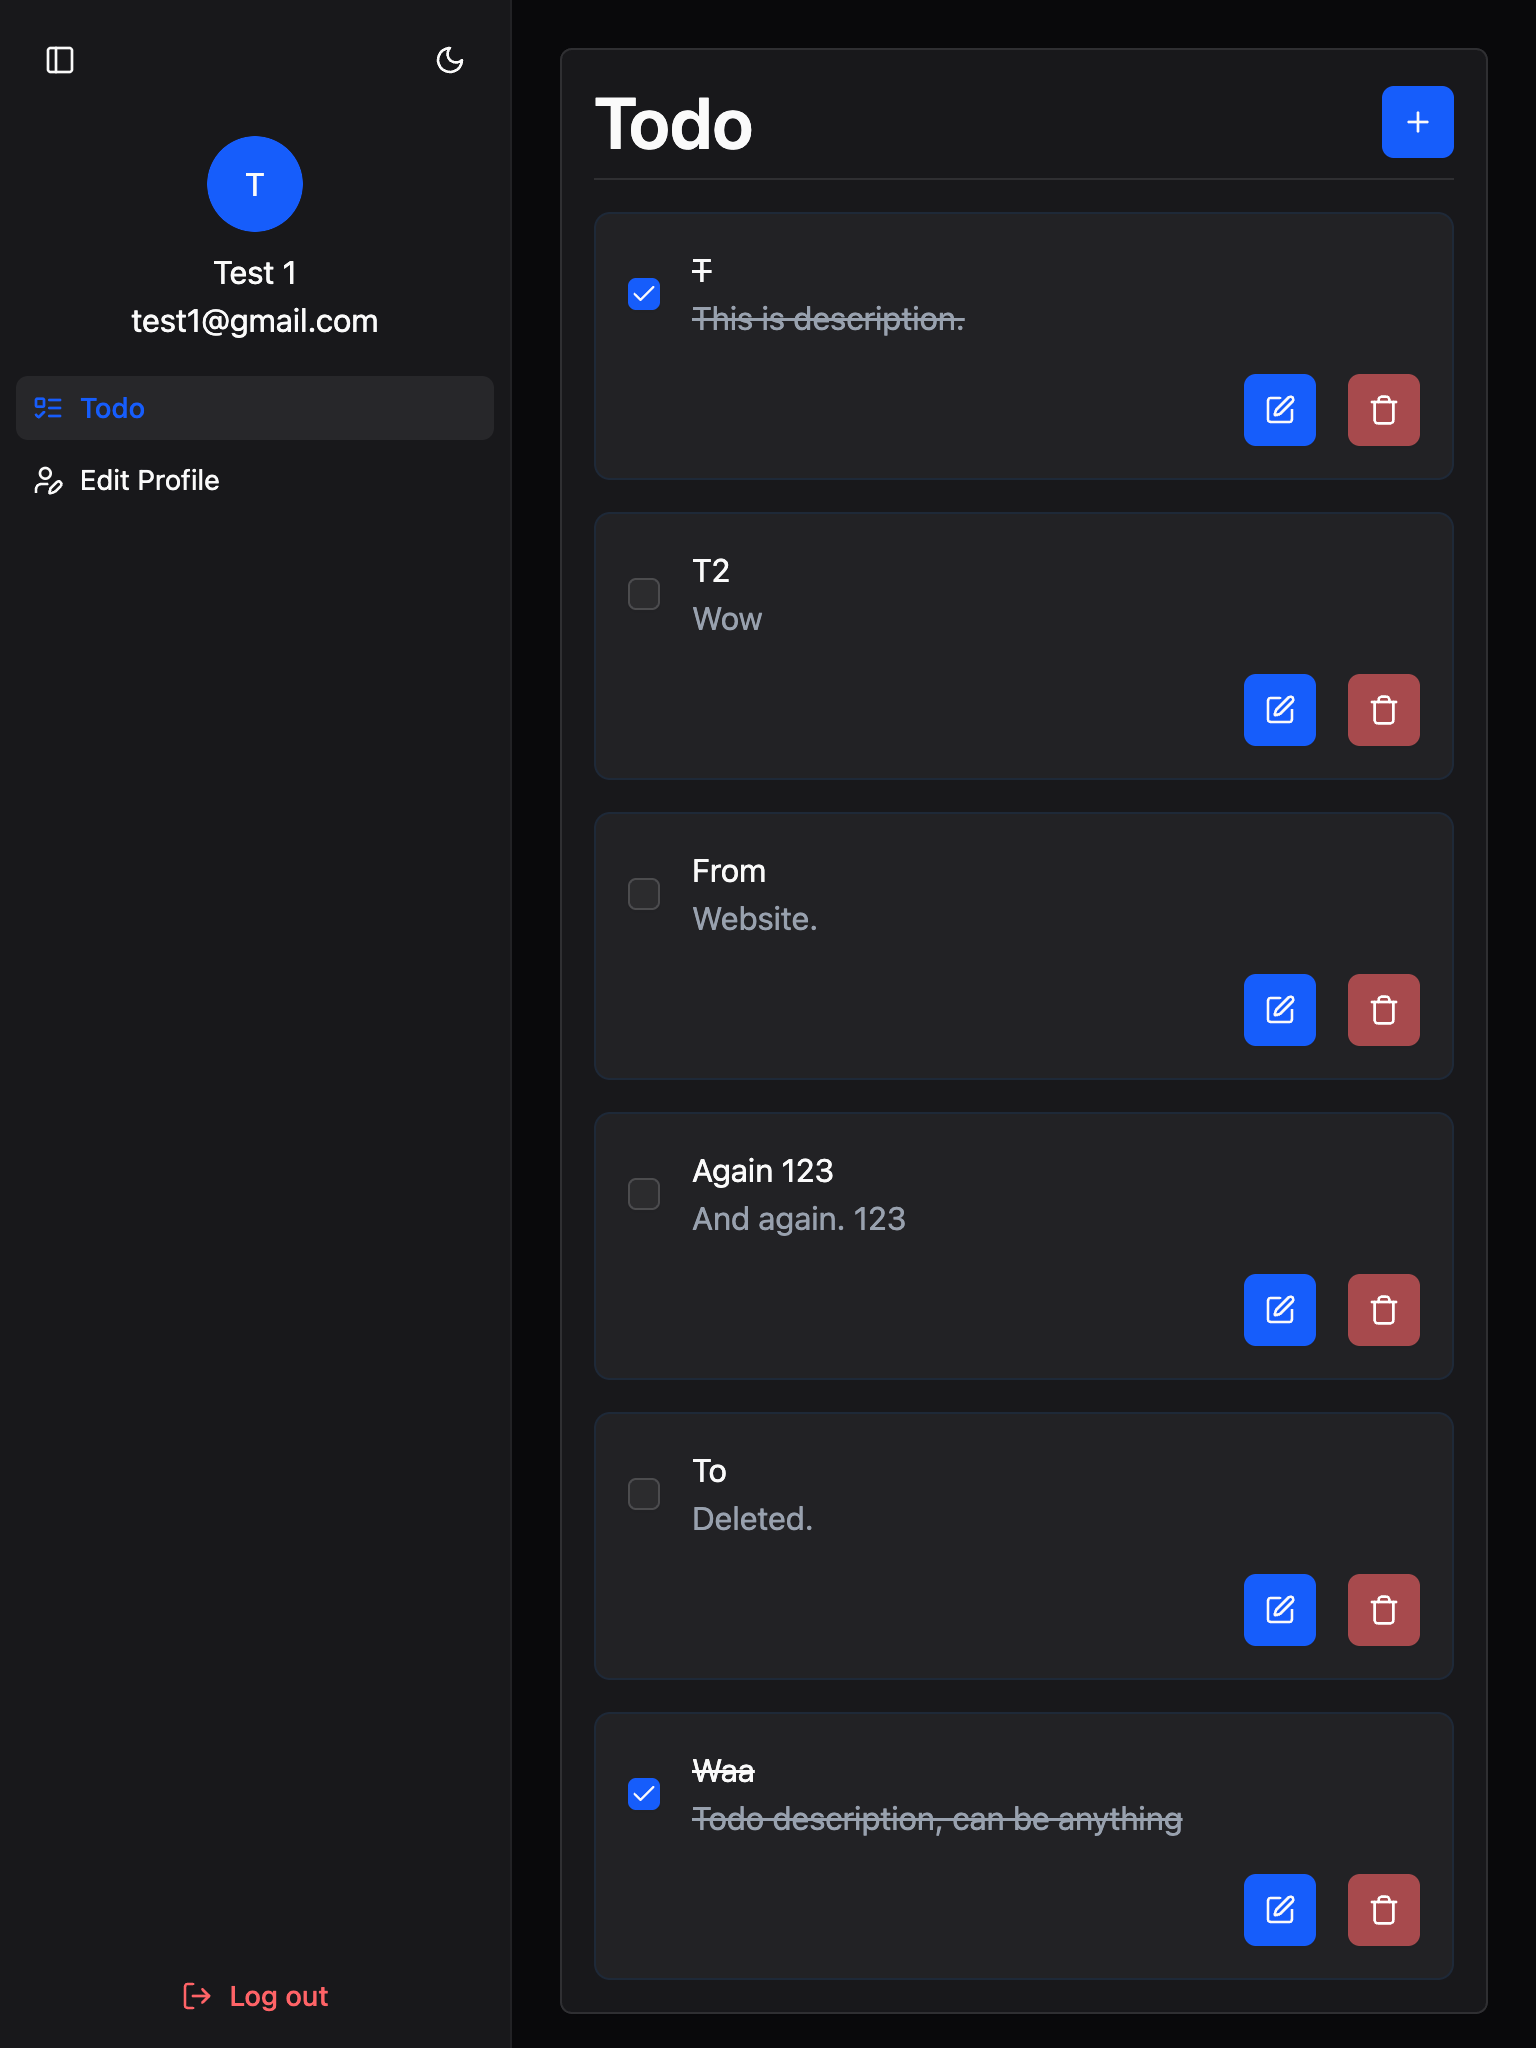 T
Test 1
test1@gmail.com
Todo
Edit Profile
Log out
Todo
T
This is description.
T2
Wow
From
Website.
Again 123
And again. 123
To
Deleted.
Waa
Todo description, can be anything